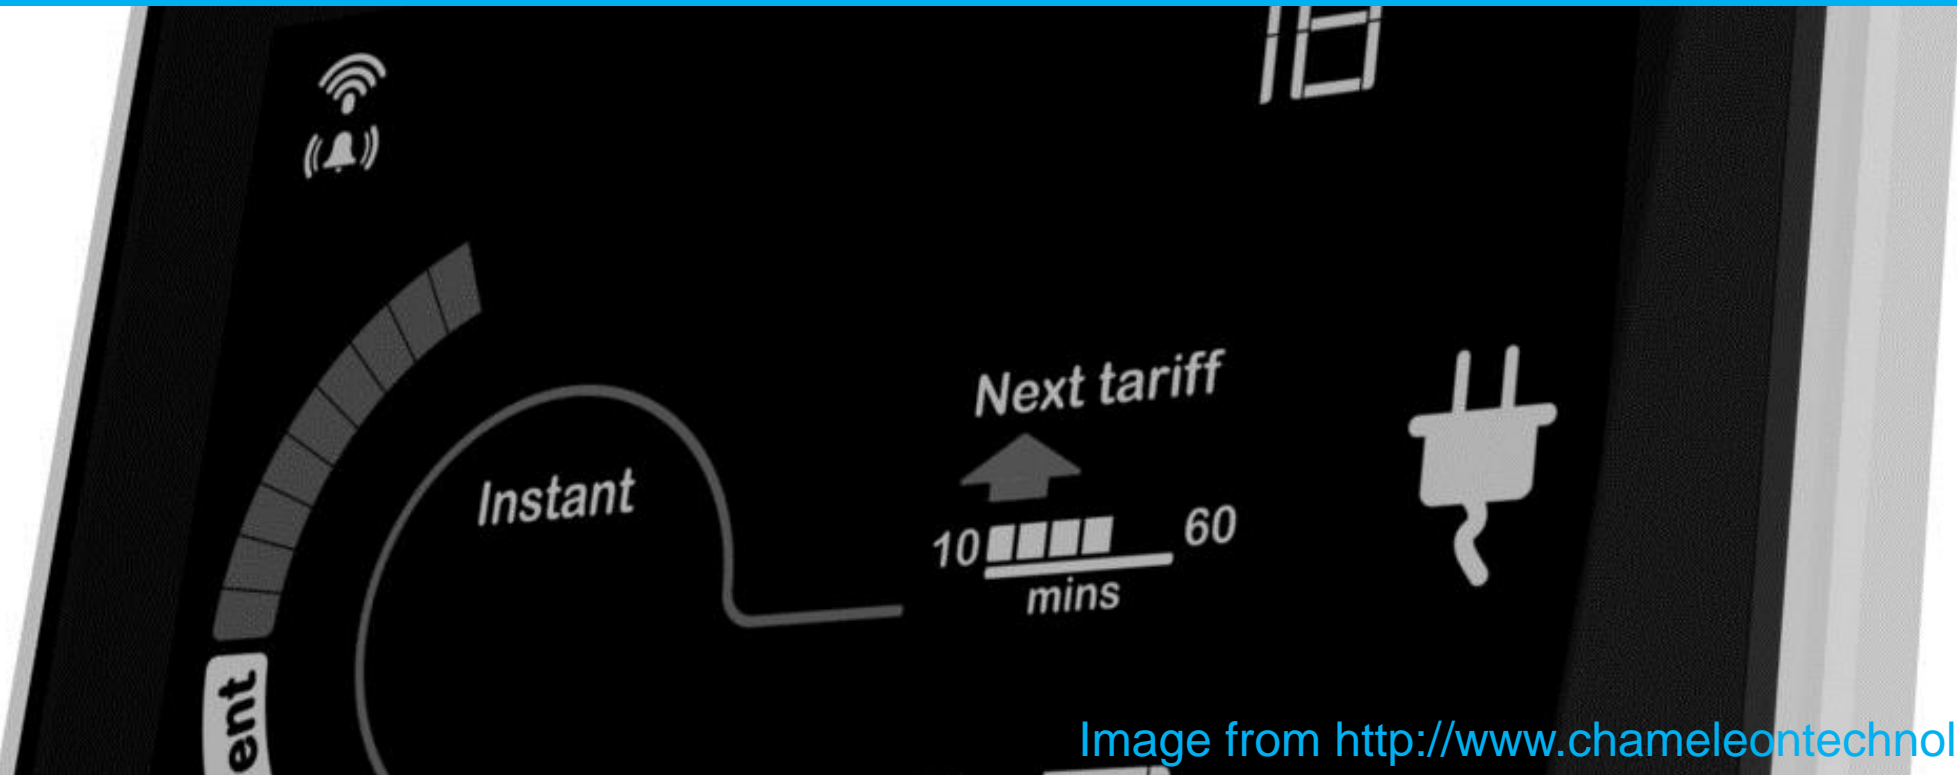 Next tariff
Instant
10 60
mins
ent
Image from http://www.chameleontechnol